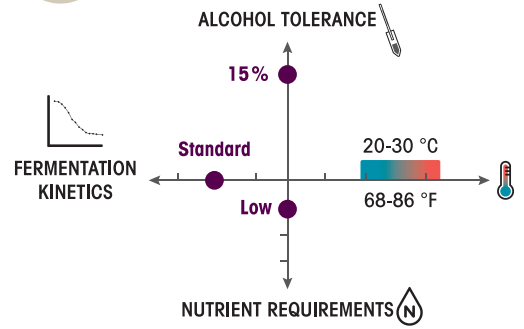 ALCOHOL TOLERANCE
15%
Standard
20-30 °C
FERMENTATION
KINETICS
68-86 °F
Low
NUTRIENT REQUIREMENTS
N